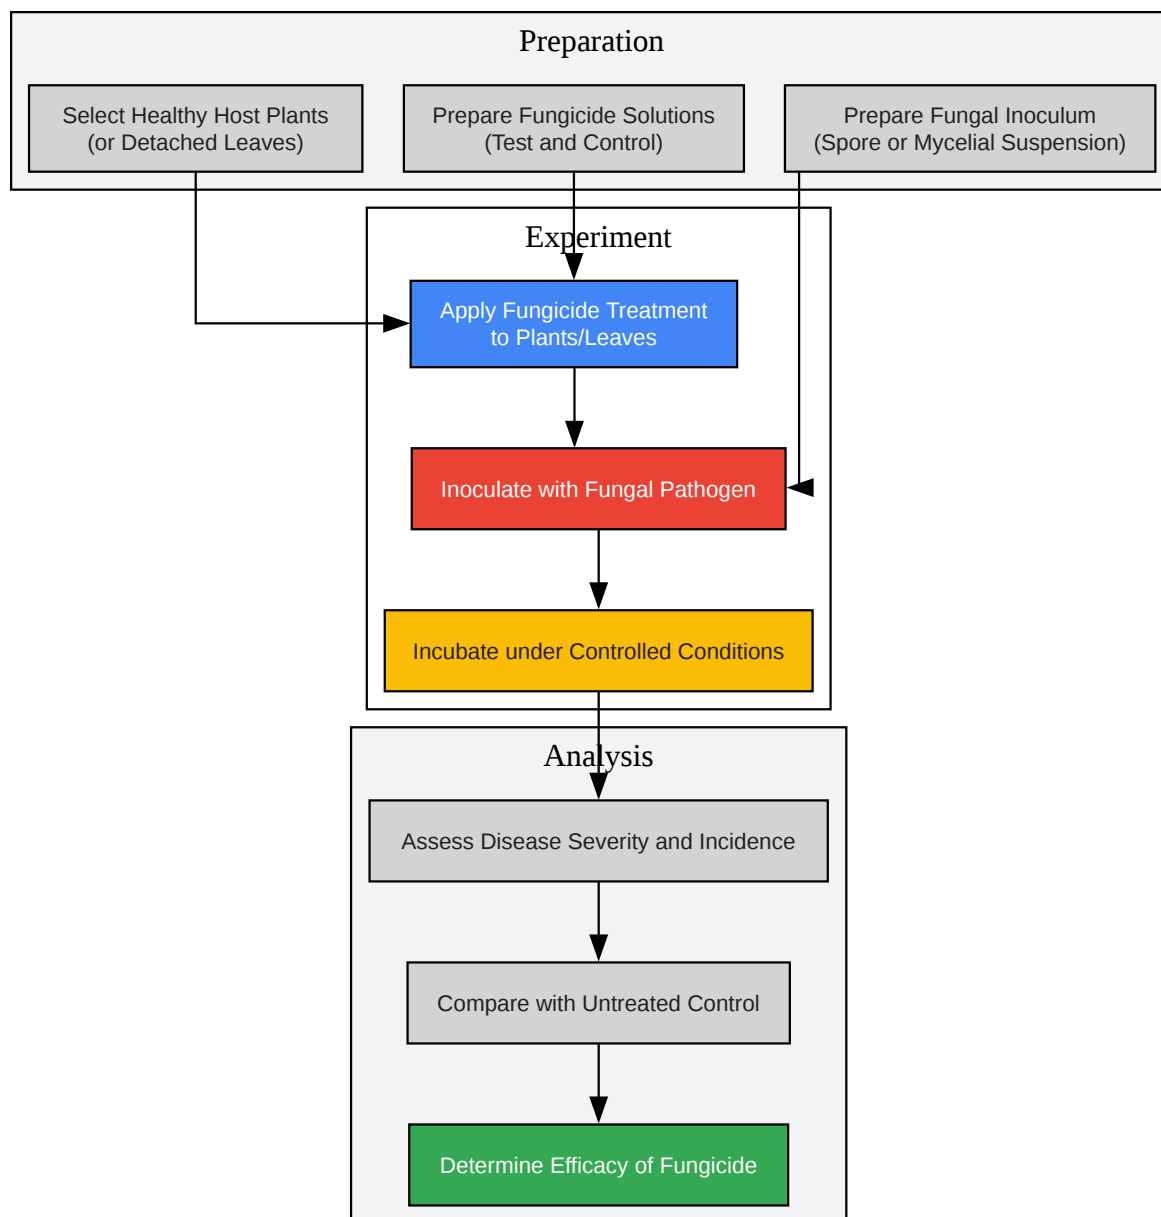 Preparation
Select Healthy Host Plants
(or Detached Leaves)
Prepare Fungicide Solutions
(Test and Control)
Prepare Fungal Inoculum
(Spore or Mycelial Suspension)
Experiment
Apply Fungicide Treatment
to Plants/Leaves
Inoculate with Fungal Pathogen
Incubate under Controlled Conditions
Analysis
Assess Disease Severity and Incidence
Compare with Untreated Control
Determine Efficacy of Fungicide